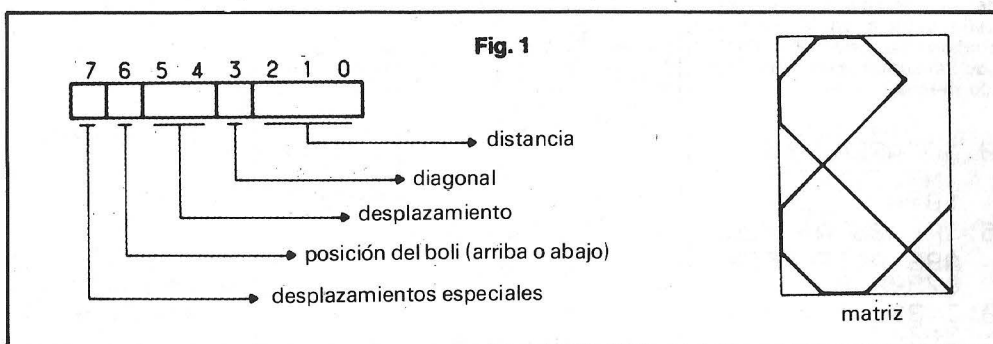 Fig. 1
7 6 5 4 3 2 1 0
distancia
diagonal
desplazamiento
posición del boli (arriba o abajo)
desplazamientos especiales
matriz